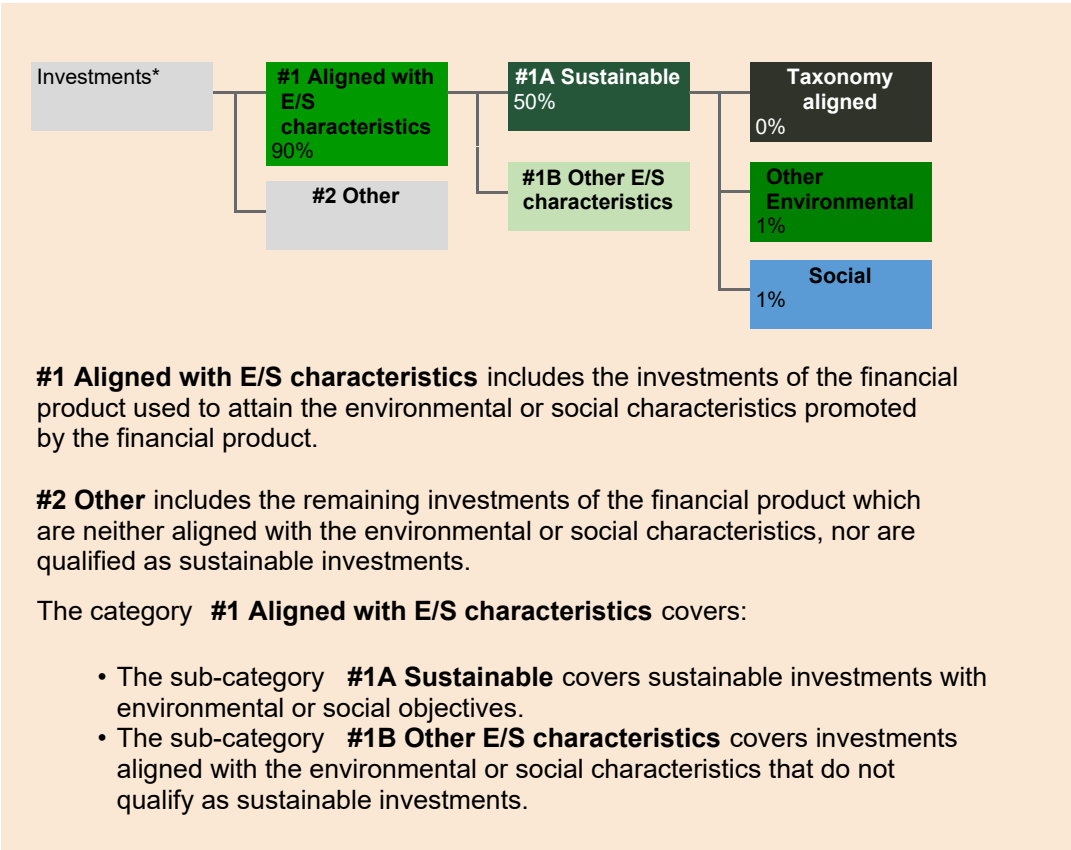 Investments*
#1 Aligned with
E/S
characteristics
90%
#2 Other
#1A Sustainable
50%
#1B Other E/S
characteristics
Taxonomy
aligned
0%
Other
Environmental
1%
Social
1%
#1 Aligned with E/S characteristics includes the investments of the financial
product used to attain the environmental or social characteristics promoted
by the financial product.
#2 Other includes the remaining investments of the financial product which
are neither aligned with the environmental or social characteristics, nor are
qualified as sustainable investments.
The category #1 Aligned with E/S characteristics covers:
• The sub-category #1A Sustainable covers sustainable investments with
environmental or social objectives.
• The sub-category #1B Other E/S characteristics covers investments
aligned with the environmental or social characteristics that do not
qualify as sustainable investments.